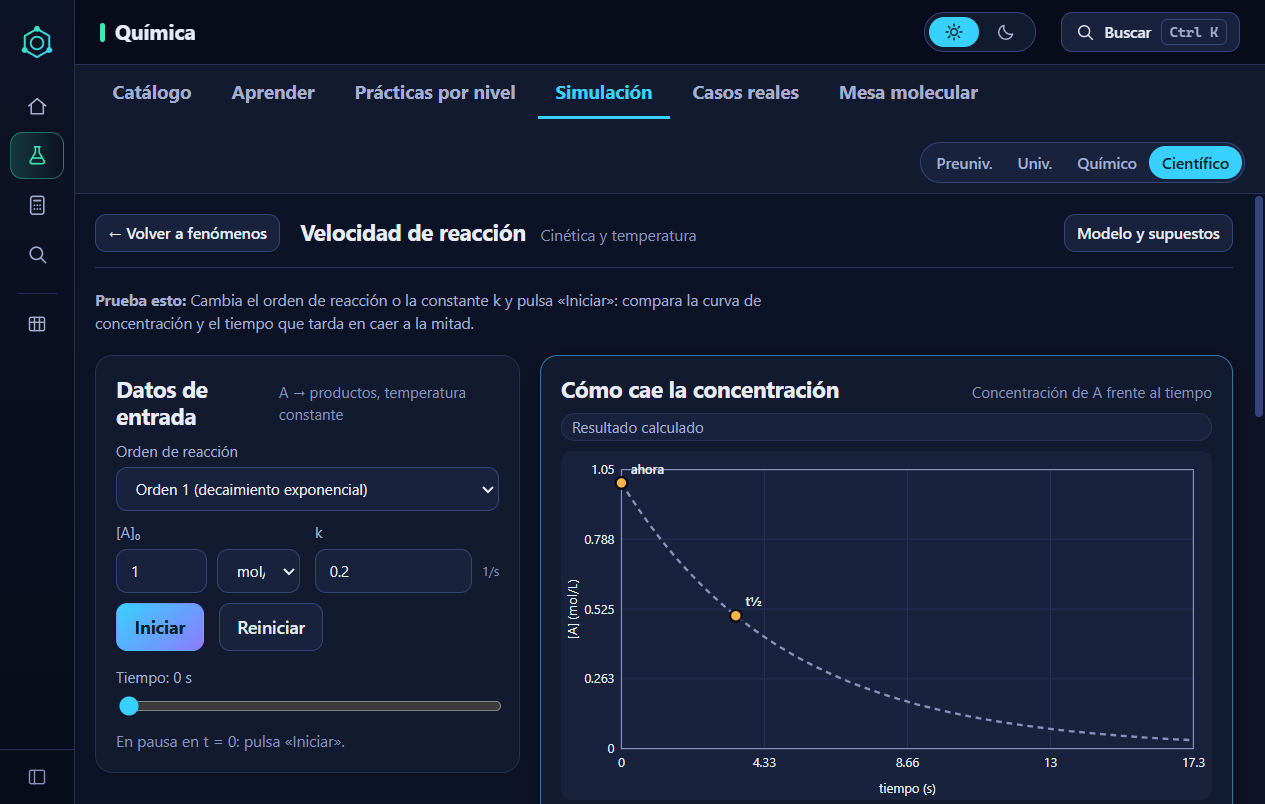 Química
Buscar Ctrl K
Catálogo Aprender Prácticas por nivel Simulación Casos reales Mesa molecular
Preuniv. Univ. Químico Científico
← Volver a fenómenos Velocidad de reacción Cinética y temperatura Modelo y supuestos
Prueba esto: Cambia el orden de reacción o la constante k y pulsa «Iniciar»: compara la curva de
concentración y el tiempo que tarda en caer a la mitad.
Datos de
entrada
A → productos, temperatura
constante
Orden de reacción
Orden 1 (decaimiento exponencial)
[A]₀ k
1 mol/ 0.2 1/s
Iniciar Reiniciar
Tiempo: 0 s
En pausa en t = 0: pulsa «Iniciar».
Cómo cae la concentración Concentración de A frente al tiempo
Resultado calculado
1.05 ahora
0.788
t½
0.525
[A] (mol/L)
0.263
0
0 4.33 8.66 13 17.3
tiempo (s)